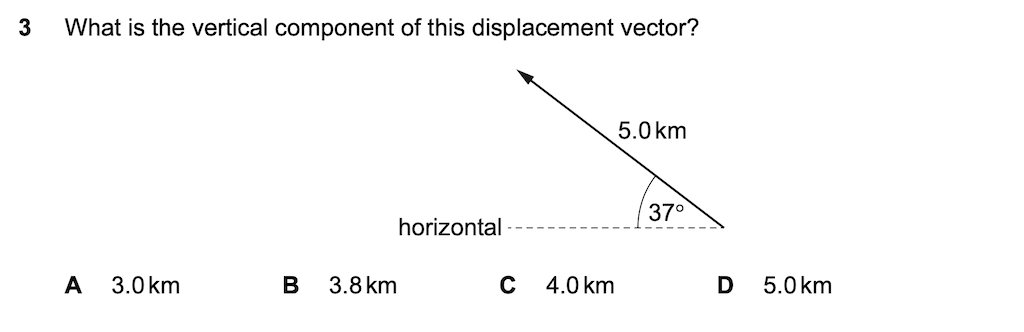 3 What is the vertical component of this displacement vector?
5.0 km
37°
horizontal
A 3.0 km B 3.8 km C 4.0 km D 5.0 km